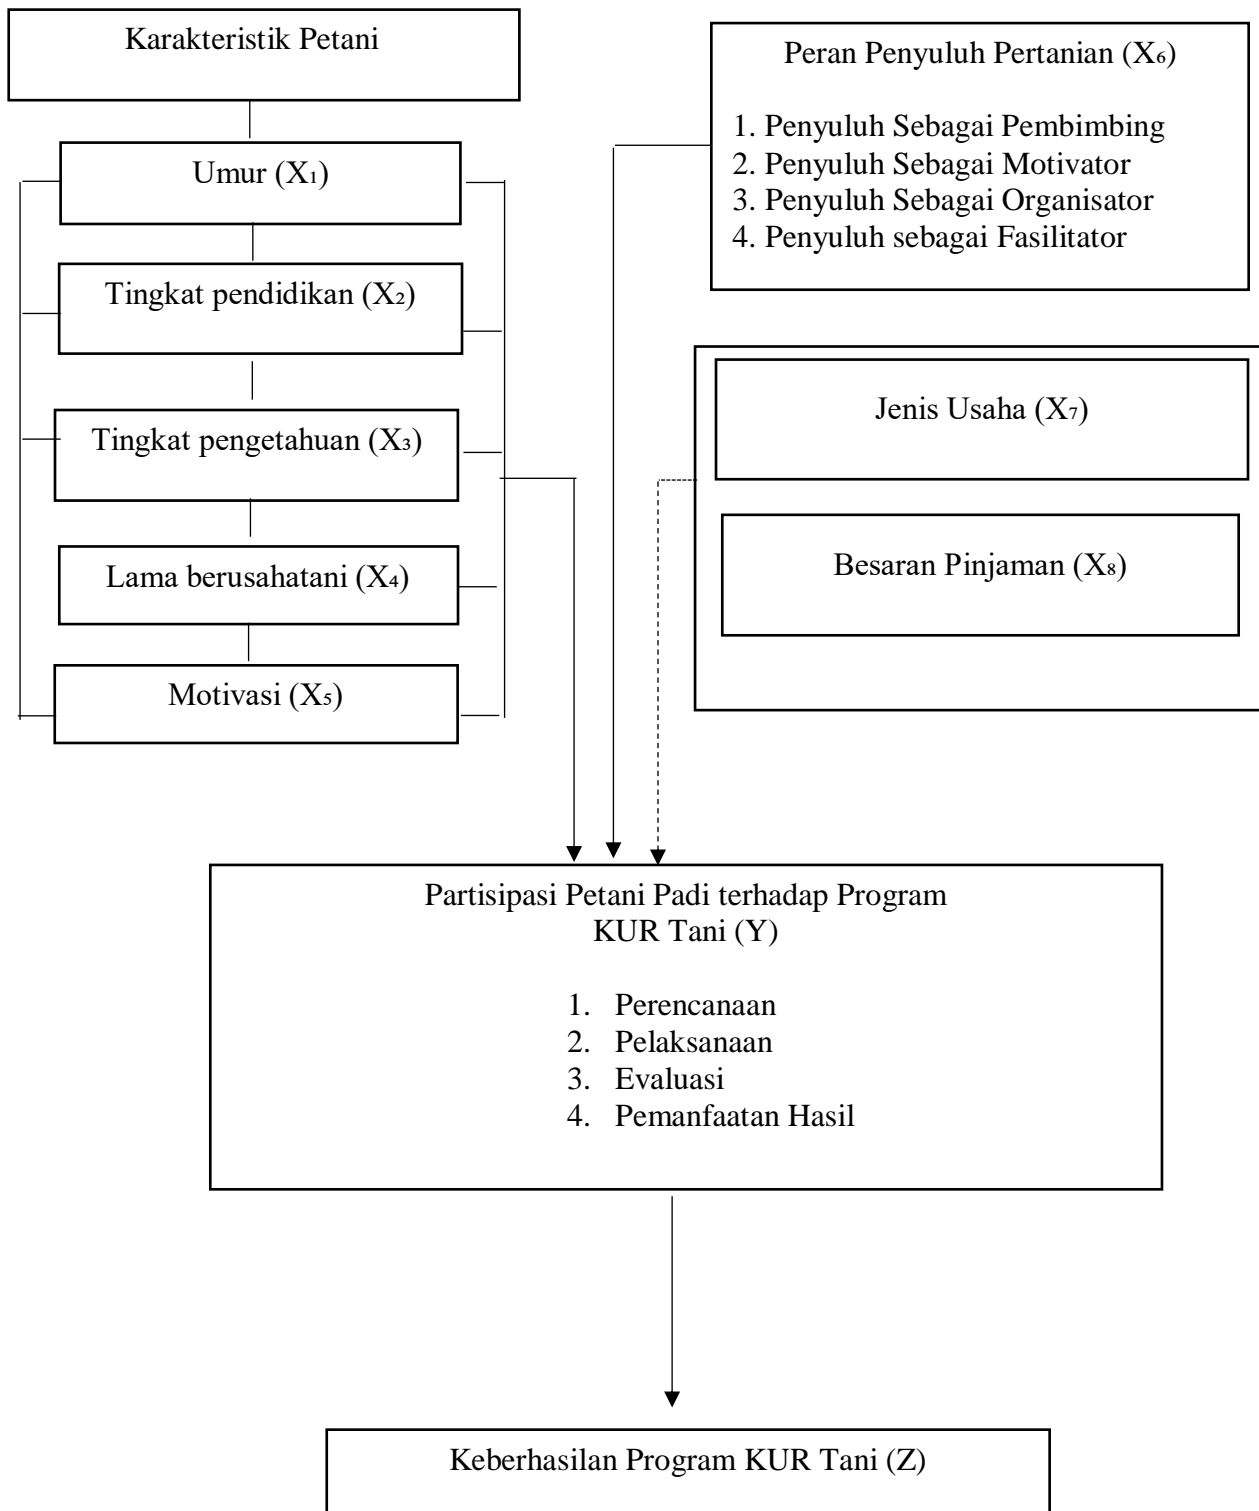 Karakteristik Petani
Umur (X₁)
Tingkat pendidikan (X₂)
Tingkat pengetahuan (X₃)
Lama berusahatani (X₄)
Motivasi (X₅)
Peran Penyuluh Pertanian (X₆)
1. Penyuluh Sebagai Pembimbing
2. Penyuluh Sebagai Motivator
3. Penyuluh Sebagai Organisator
4. Penyuluh sebagai Fasilitator
Jenis Usaha (X₇)
Besaran Pinjaman (X₈)
Partisipasi Petani Padi terhadap Program
KUR Tani (Y)
1. Perencanaan
2. Pelaksanaan
3. Evaluasi
4. Pemanfaatan Hasil
Keberhasilan Program KUR Tani (Z)